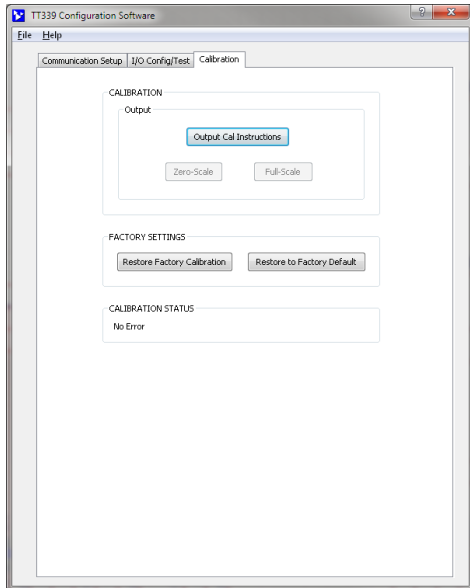 TT339 Configuration Software
File Help
Communication Setup I/O Config/Test Calibration
CALIBRATION
Output
Output Cal Instructions
Zero-Scale Full-Scale
FACTORY SETTINGS
Restore Factory Calibration Restore to Factory Default
CALIBRATION STATUS
No Error